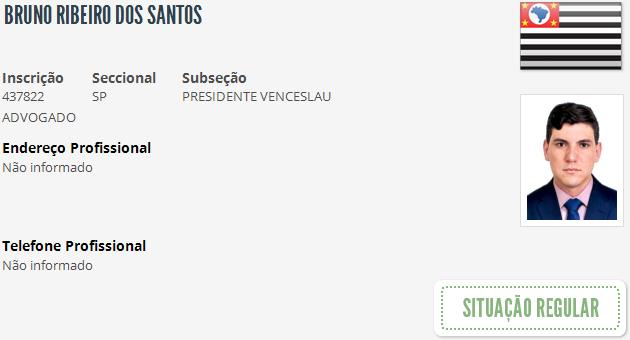 BRUNO RIBEIRO DOS SANTOS
Inscrição Seccional Subseção
437822 SP PRESIDENTE VENCESLAU
ADVOGADO
Endereço Profissional
Não informado
Telefone Profissional
Não informado
SITUAÇÃO REGULAR